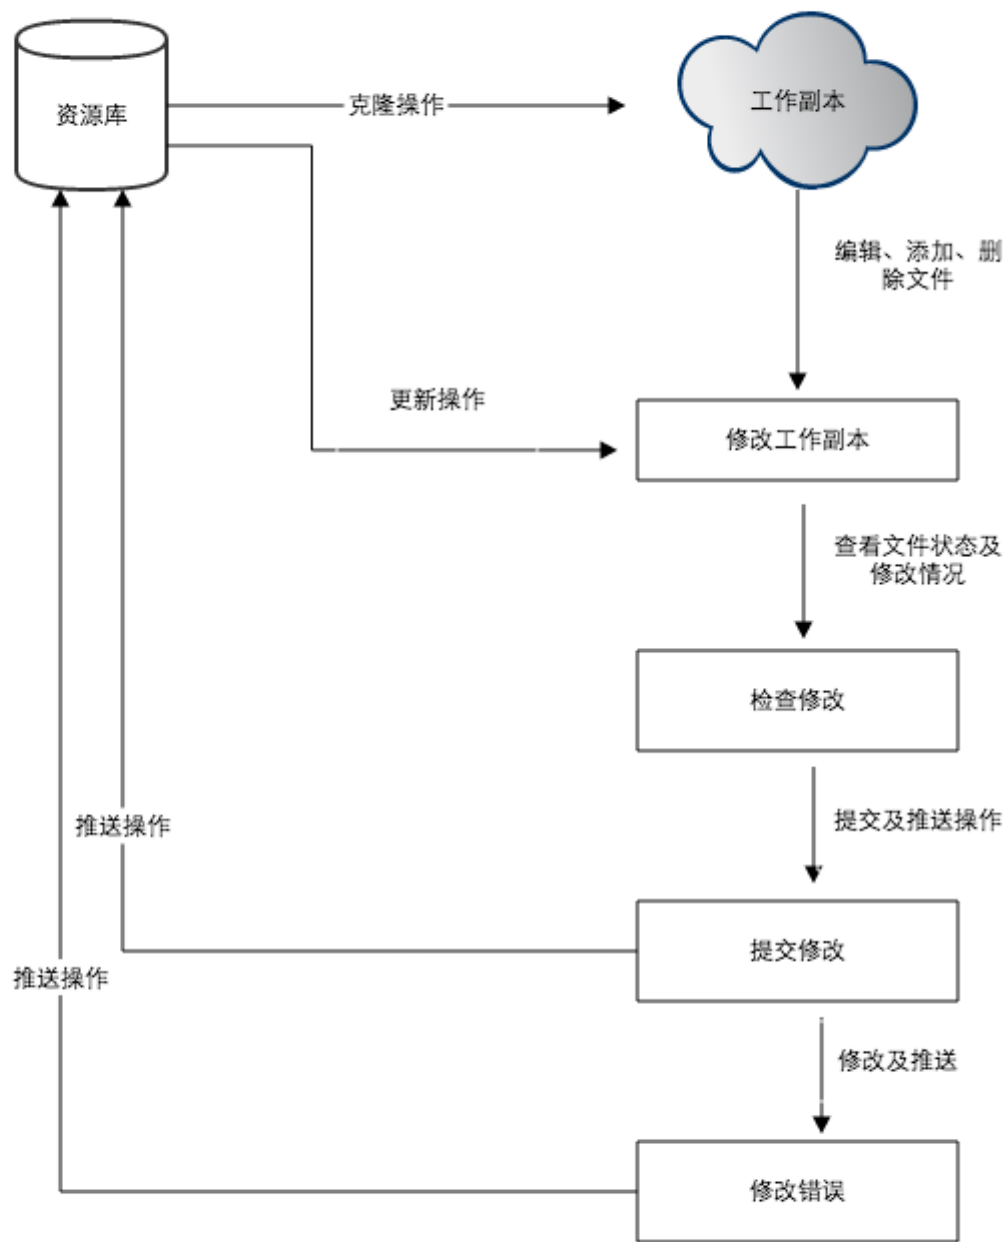 资源库
克隆操作
工作副本
编辑、添加、删
除文件
更新操作
修改工作副本
查看文件状态及
修改情况
检查修改
推送操作
提交及推送操作
提交修改
推送操作
修改及推送
修改错误